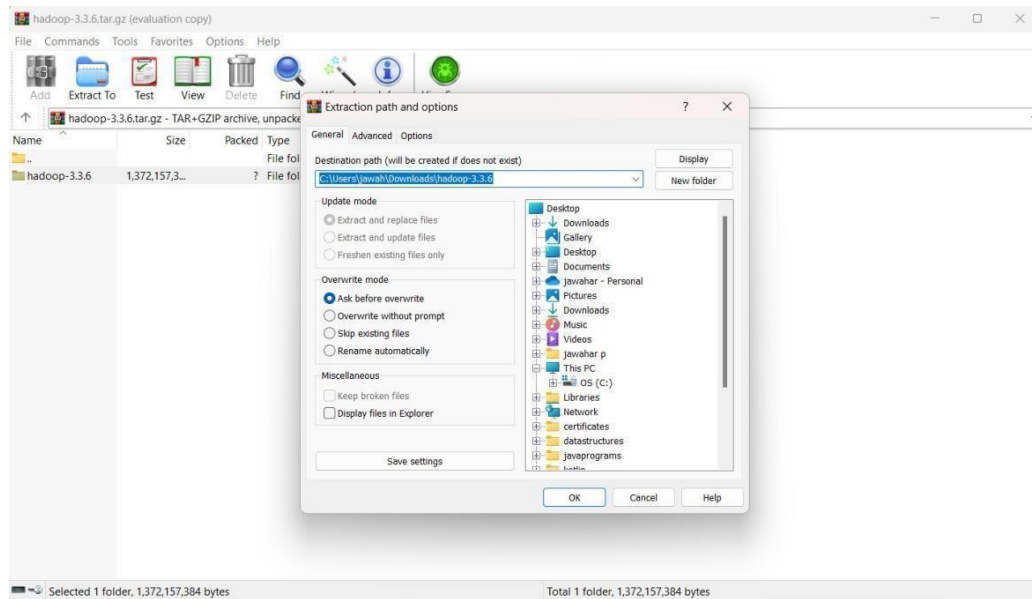 hadoop-3.3.6.tar.gz (evaluation copy)
File Commands Tools Favorites Options Help
Add Extract To Test View Delete Find
hadoop-3.3.6.tar.gz - TAR+GZIP archive, unpacke
Name Size Packed Type
.. File fol
hadoop-3.3.6 1,372,157,3... ? File fol
Extraction path and options ? ×
General Advanced Options
Destination path (will be created if does not exist)
C:\Users\jawah\Downloads\hadoop-3.3.6
Display
New folder
Update mode
Extract and replace files
Extract and update files
Freshen existing files only
Overwrite mode
Ask before overwrite
Overwrite without prompt
Skip existing files
Rename automatically
Miscellaneous
Keep broken files
Display files in Explorer
Save settings
Desktop
Downloads
Gallery
Desktop
Documents
jawahar - Personal
Pictures
Downloads
Music
Videos
jawahar p
This PC
OS (C:)
Libraries
Network
certificates
datastructures
javaprograms
OK Cancel Help
Selected 1 folder, 1,372,157,384 bytes
Total 1 folder, 1,372,157,384 bytes